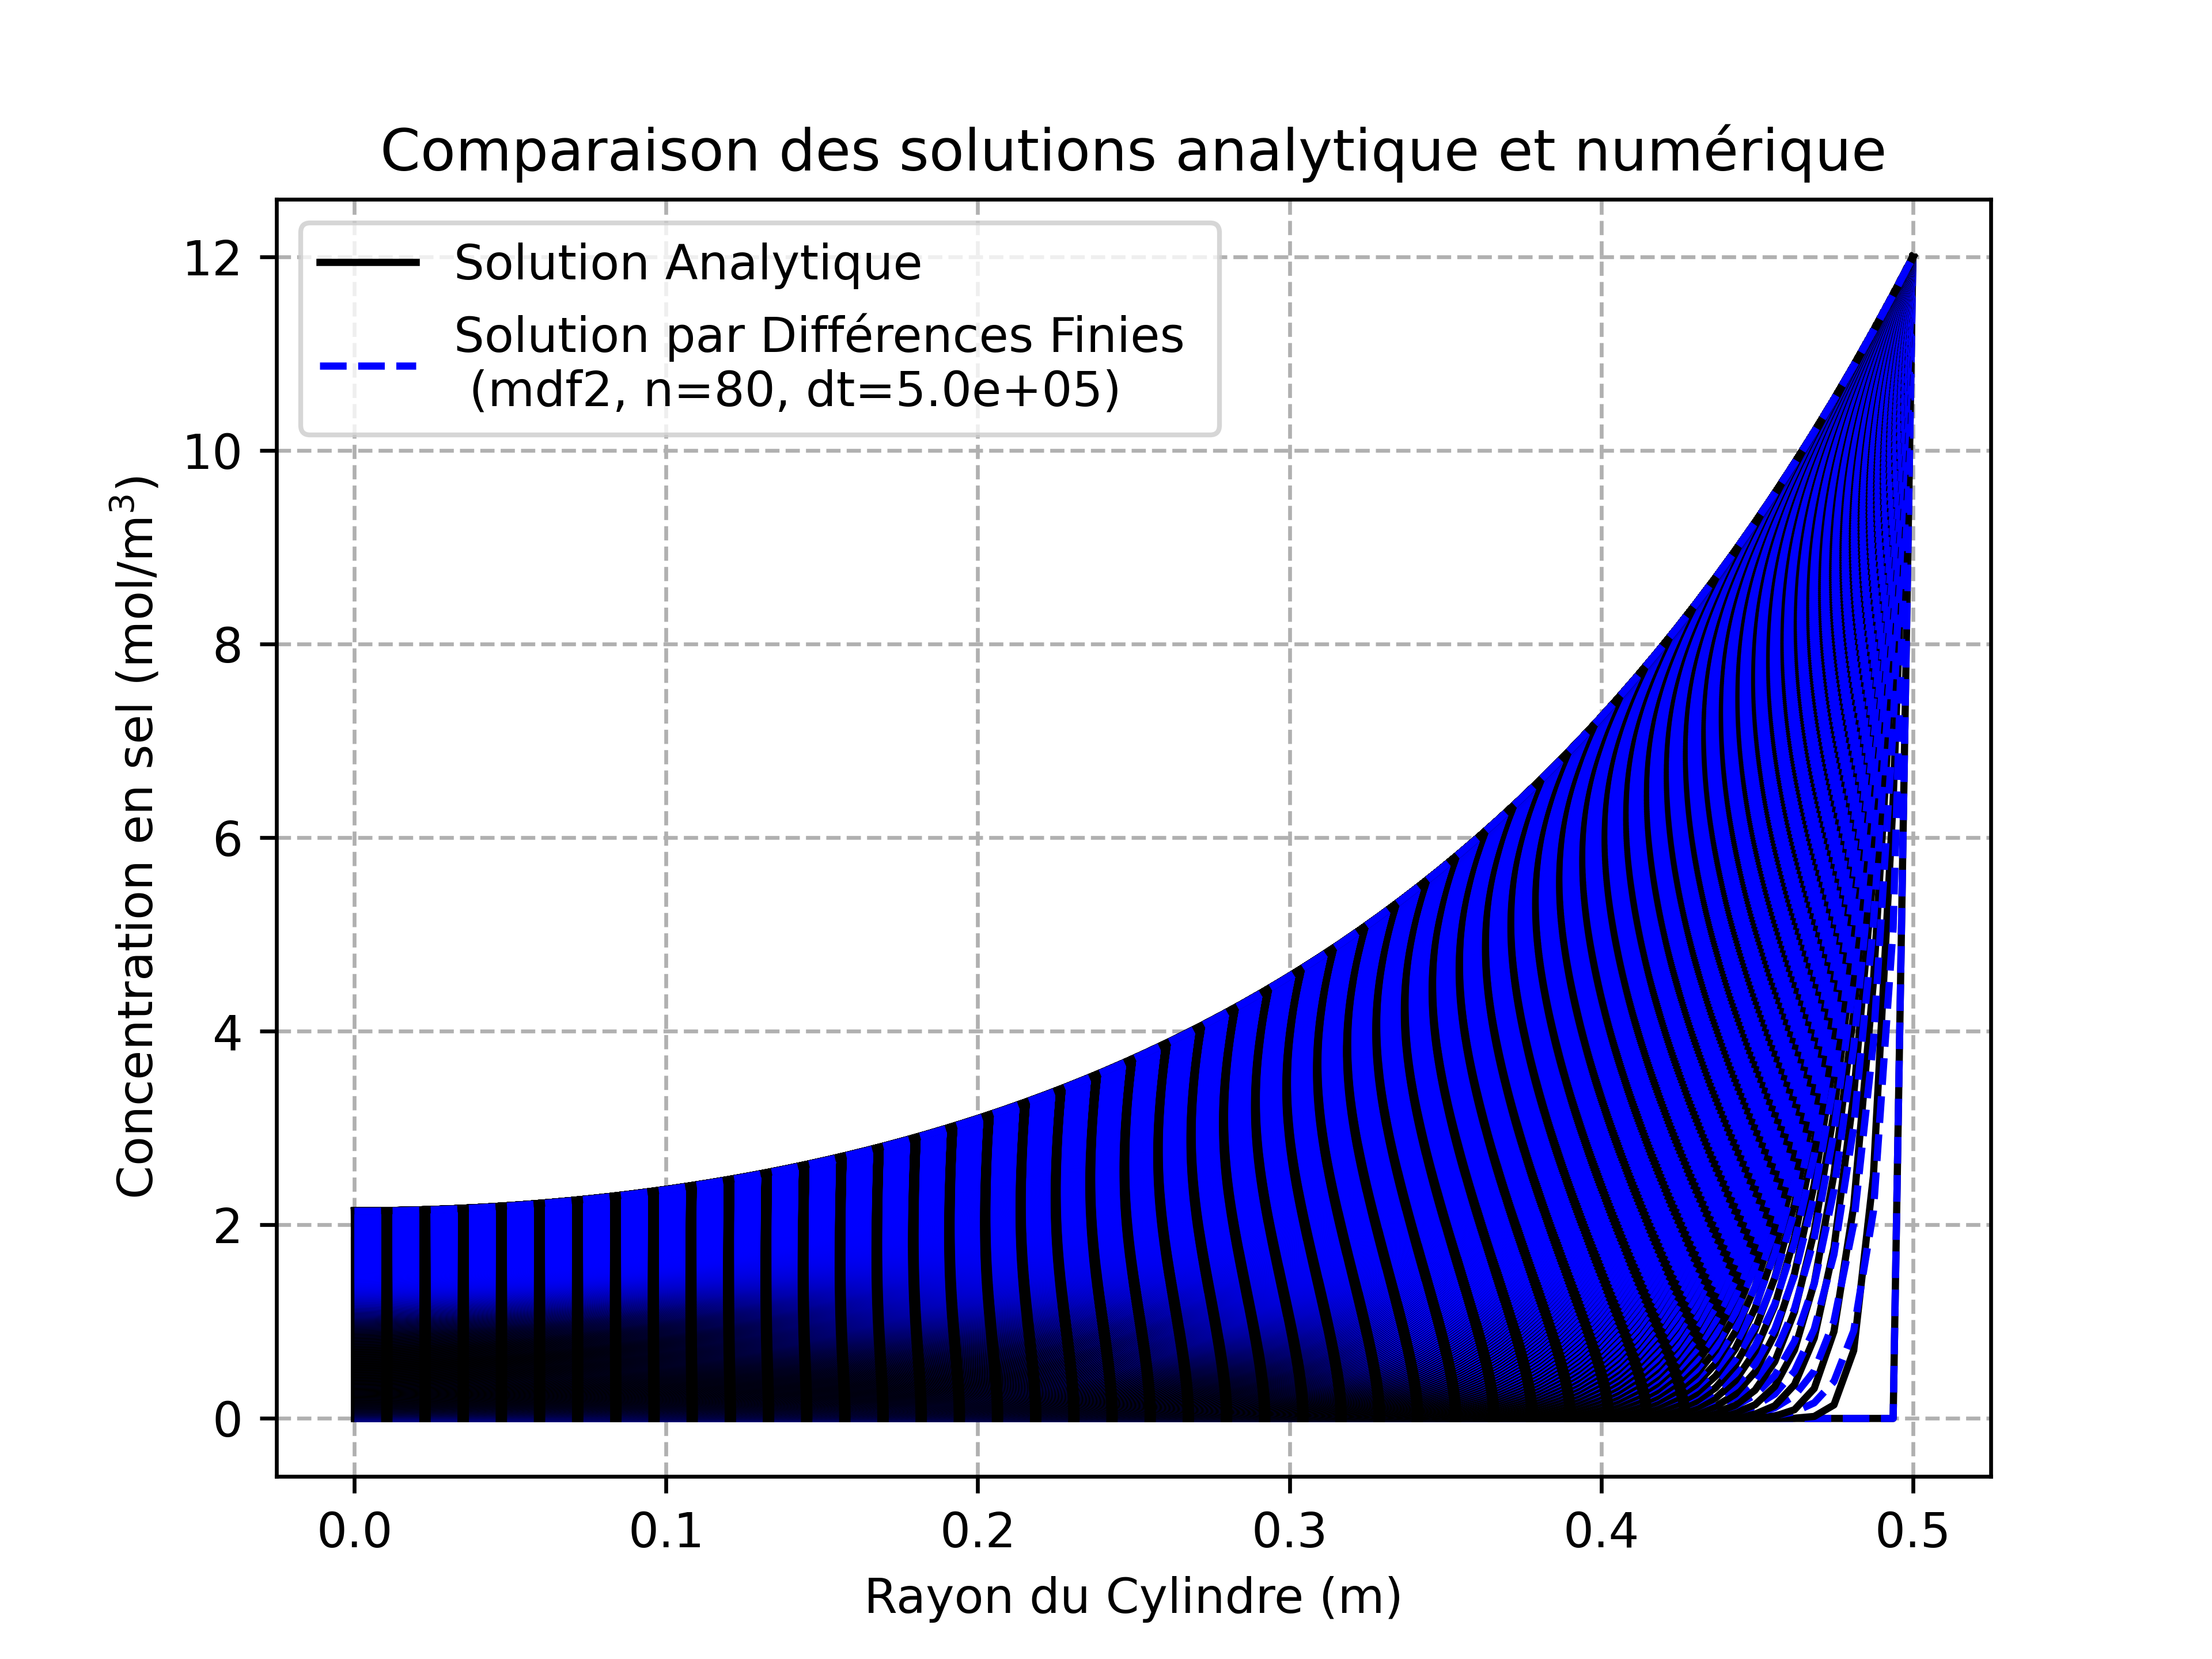 Comparaison des solutions analytique et numérique
Solution Analytique
Solution par Différences Finies
(mdf2, n=80, dt=5.0e+05)
Concentration en sel (mol/m³)
12
10
8
6
4
2
0
0.0 0.1 0.2 0.3 0.4 0.5
Rayon du Cylindre (m)